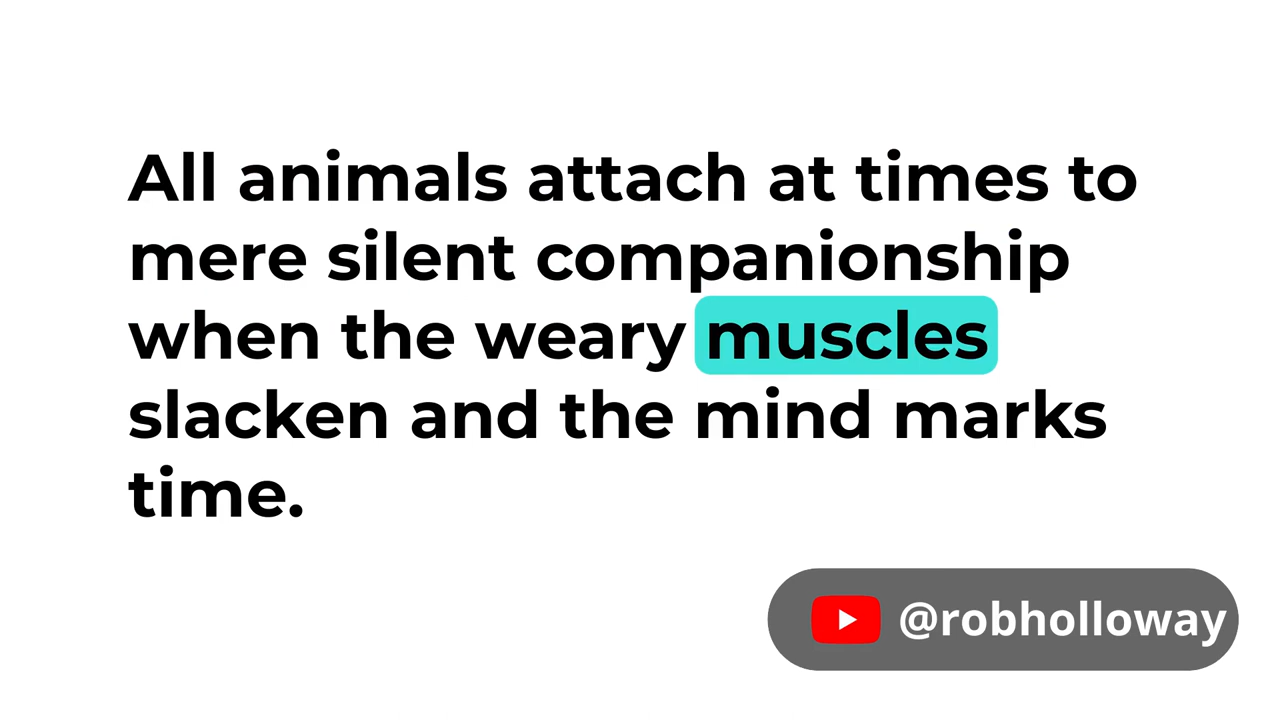 All animals attach at times to
mere silent companionship
when the weary muscles
slacken and the mind marks
time.
@robholloway